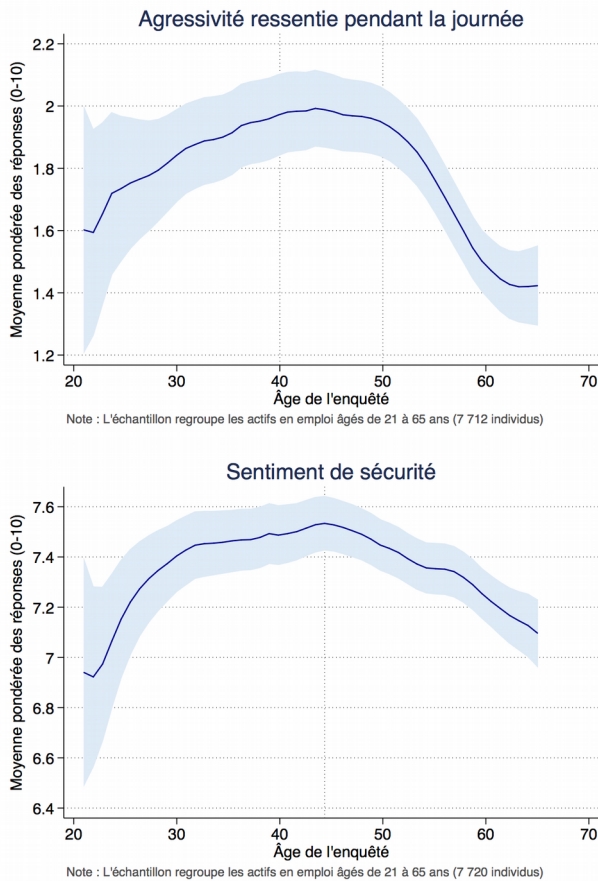 Agressivité ressentie pendant la journée
Moyenne pondérée des réponses (0-10)
2.2
2
1.8
1.6
1.4
1.2
20 30 40 50 60 70
Âge de l'enquêté
Note : L'échantillon regroupe les actifs en emploi âgés de 21 à 65 ans (7 712 individus)
Sentiment de sécurité
Moyenne pondérée des réponses (0-10)
7.6
7.4
7.2
7
6.8
6.6
6.4
20 30 40 50 60 70
Âge de l'enquêté
Note : L'échantillon regroupe les actifs en emploi âgés de 21 à 65 ans (7 720 individus)